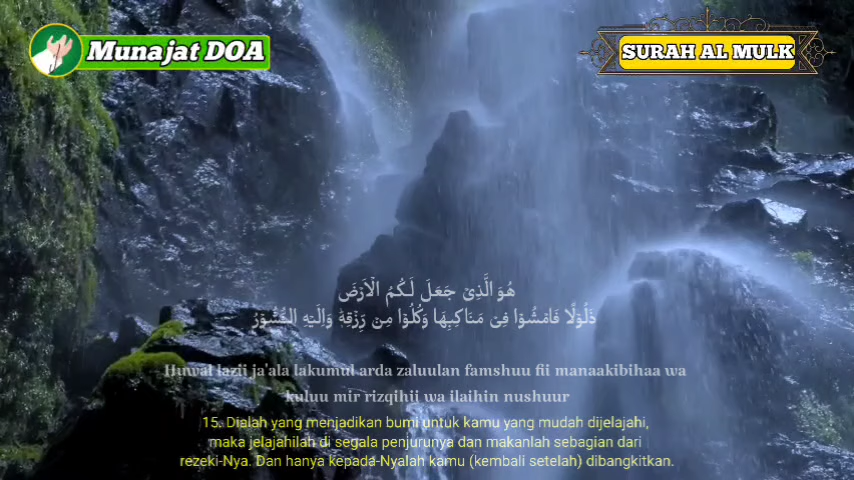 Munajat DOA
SURAH AL MULK
هُوَ الَّذِيْ جَعَلَ لَـكُمُ الْاَرْضَ
ذَلُوْلًا فَامْشُوْا فِيْ مَنَاكِبِهَا وَكُلُوْا مِنْ رِّزْقِهٖ وَاِلَيْهِ النُّشُوْرُ
Huwal lazii ja'ala lakumul arda zaluulan famshuu fii manaakibihaa wa
kuluu mir rizqihii wa ilaihin nushuur
15. Dialah yang menjadikan bumi untuk kamu yang mudah dijelajahi,
maka jelajahilah di segala penjurunya dan makanlah sebagian dari
rezeki-Nya. Dan hanya kepada-Nyalah kamu (kembali setelah) dibangkitkan.